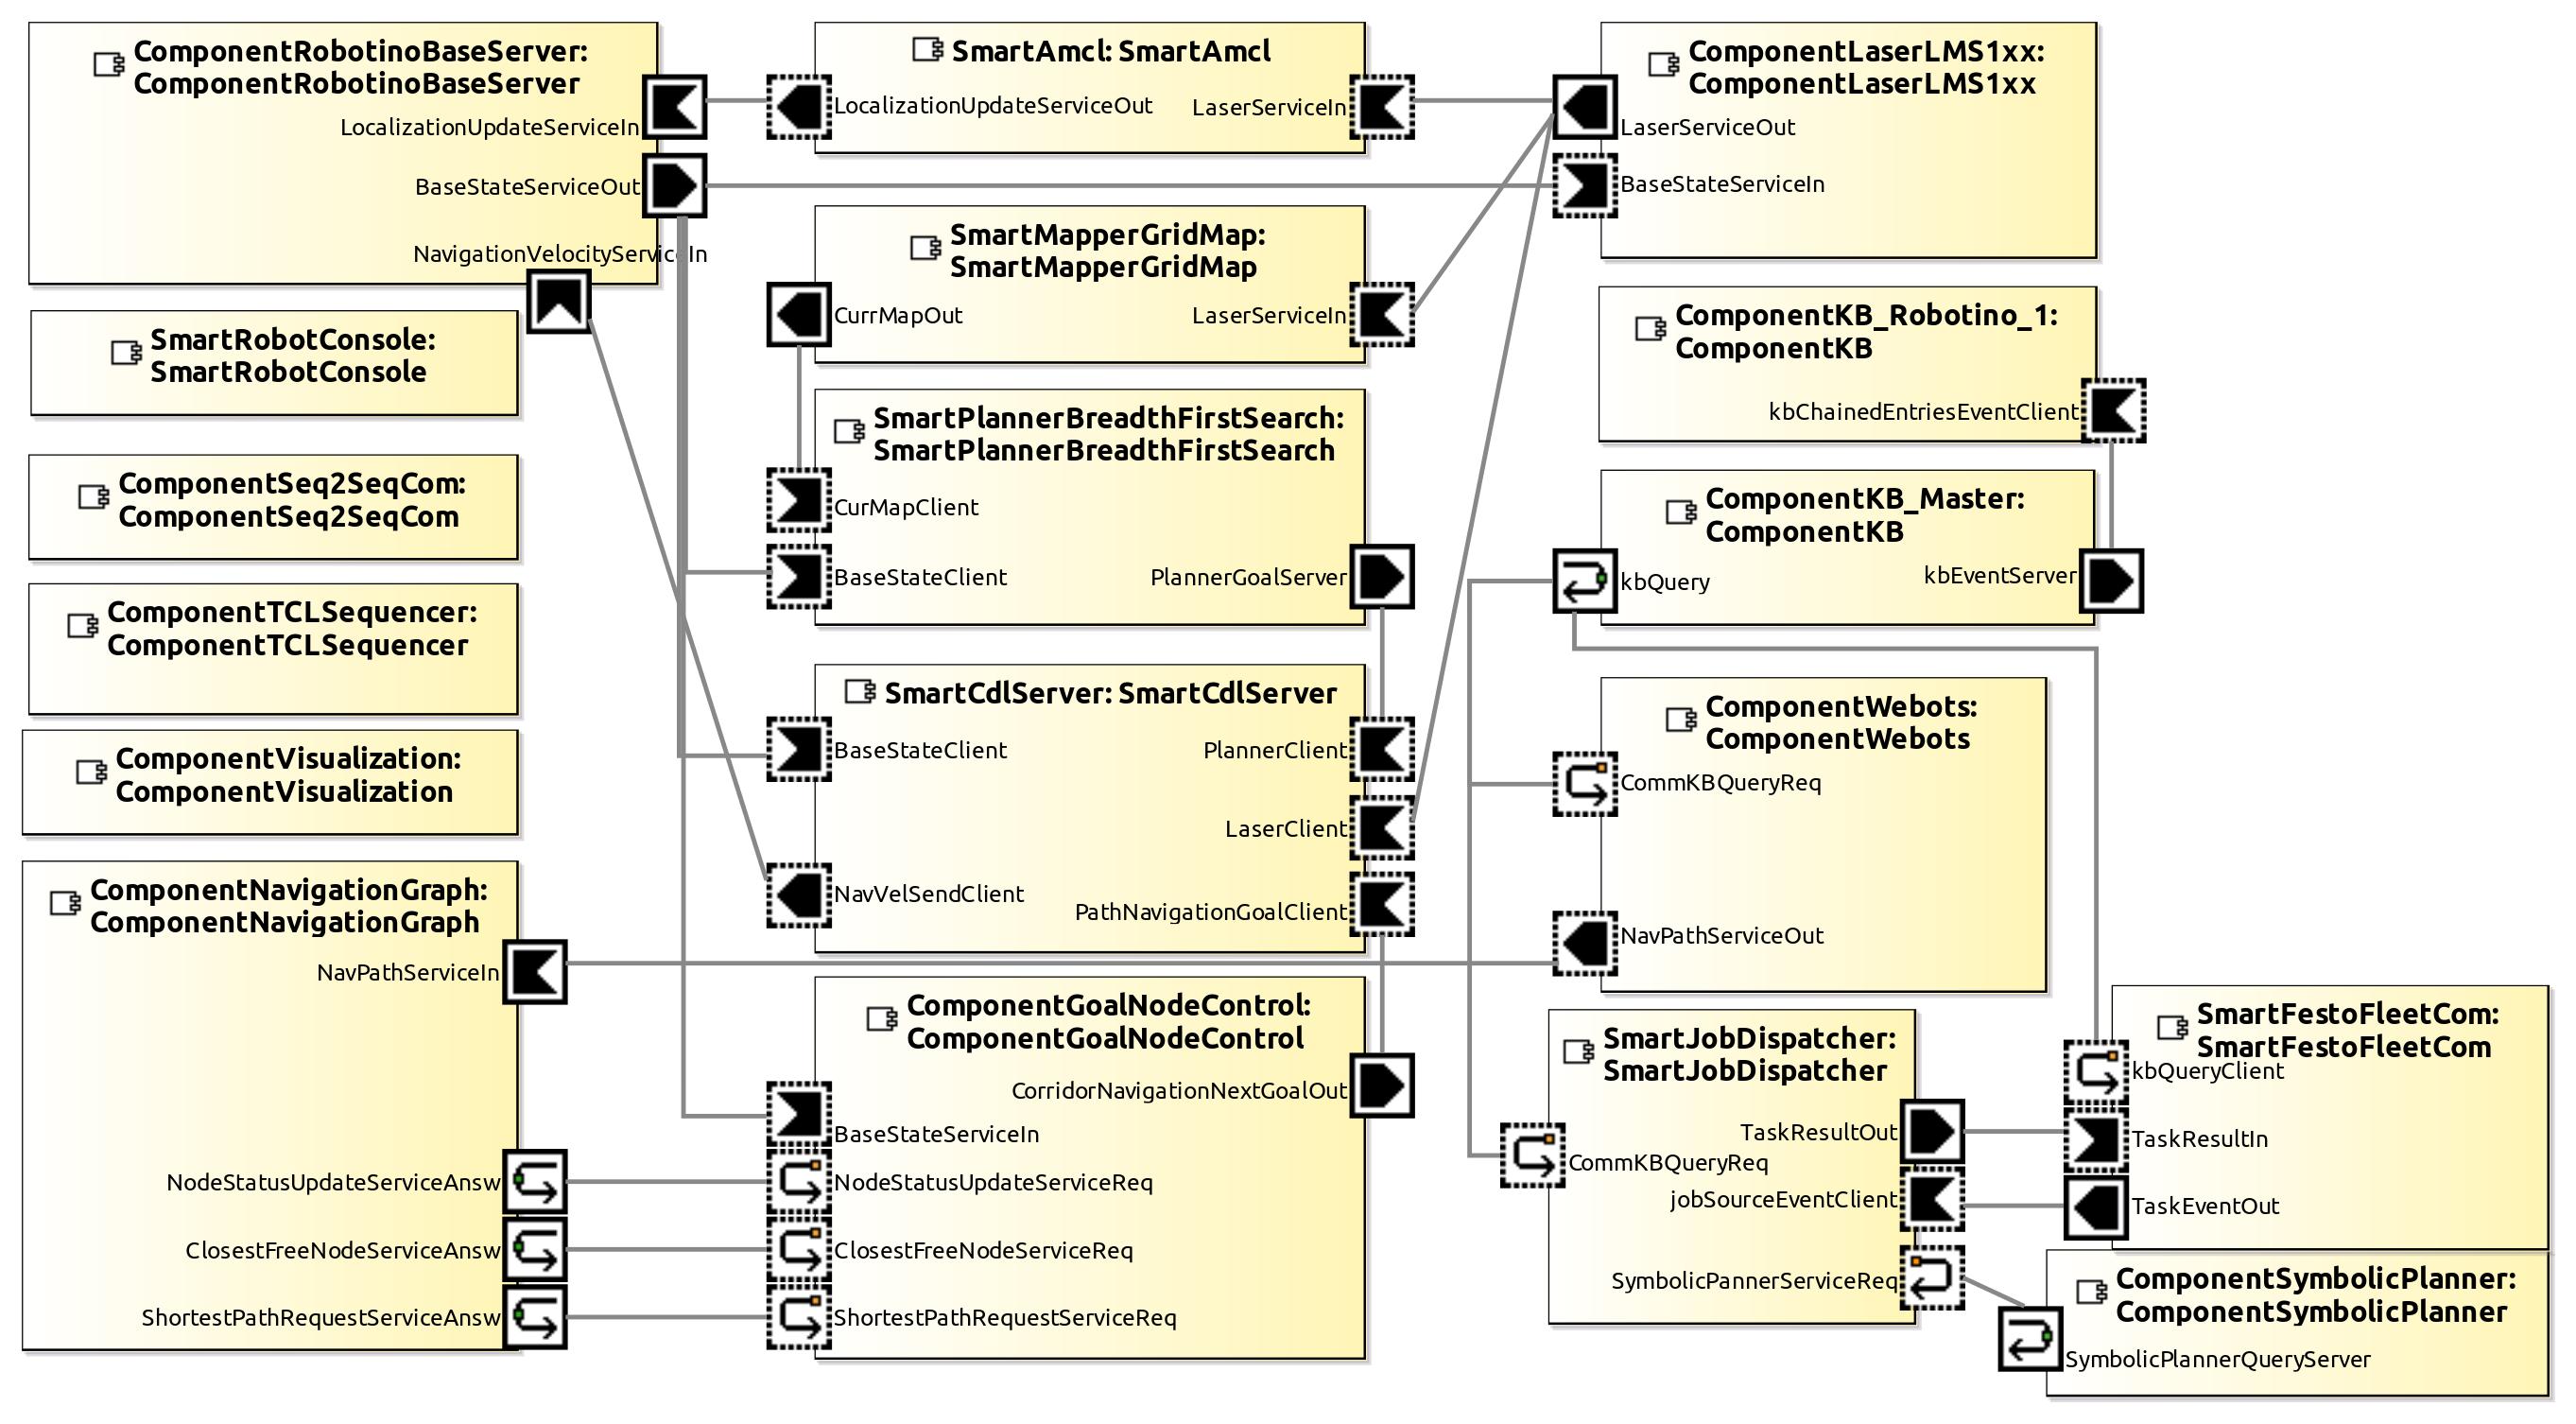 ComponentRobotinoBaseServer:
ComponentRobotinoBaseServer
LocalizationUpdateServiceIn
BaseStateServiceOut
NavigationVelocityServiceIn
SmartRobotConsole:
SmartRobotConsole
ComponentSeq2SeqCom:
ComponentSeq2SeqCom
ComponentTCLSequencer:
ComponentTCLSequencer
ComponentVisualization:
ComponentVisualization
ComponentNavigationGraph:
ComponentNavigationGraph
NavPathServiceIn
NodeStatusUpdateServiceAnsw
ClosestFreeNodeServiceAnsw
ShortestPathRequestServiceAnsw
SmartAmcl: SmartAmcl
LocalizationUpdateServiceOut
LaserServiceIn
SmartMapperGridMap:
SmartMapperGridMap
CurrMapOut
LaserServiceIn
SmartPlannerBreadthFirstSearch:
SmartPlannerBreadthFirstSearch
CurMapClient
BaseStateClient
PlannerGoalServer
SmartCdlServer: SmartCdlServer
BaseStateClient
PlannerClient
LaserClient
NavVelSendClient
PathNavigationGoalClient
ComponentGoalNodeControl:
ComponentGoalNodeControl
CorridorNavigationNextGoalOut
BaseStateServiceIn
NodeStatusUpdateServiceReq
ClosestFreeNodeServiceReq
ShortestPathRequestServiceReq
ComponentLaserLMS1xx:
ComponentLaserLMS1xx
LaserServiceOut
BaseStateServiceIn
ComponentKB_Robotino_1:
ComponentKB
kbChainedEntriesEventClient
ComponentKB_Master:
ComponentKB
kbQuery
kbEventServer
ComponentWebots:
ComponentWebots
CommKBQueryReq
NavPathServiceOut
SmartJobDispatcher:
SmartJobDispatcher
TaskResultOut
CommKBQueryReq
jobSourceEventClient
SymbolicPannerServiceReq
SmartFestoFleetCom:
SmartFestoFleetCom
kbQueryClient
TaskResultIn
TaskEventOut
ComponentSymbolicPlanner:
ComponentSymbolicPlanner
SymbolicPlannerQueryServer